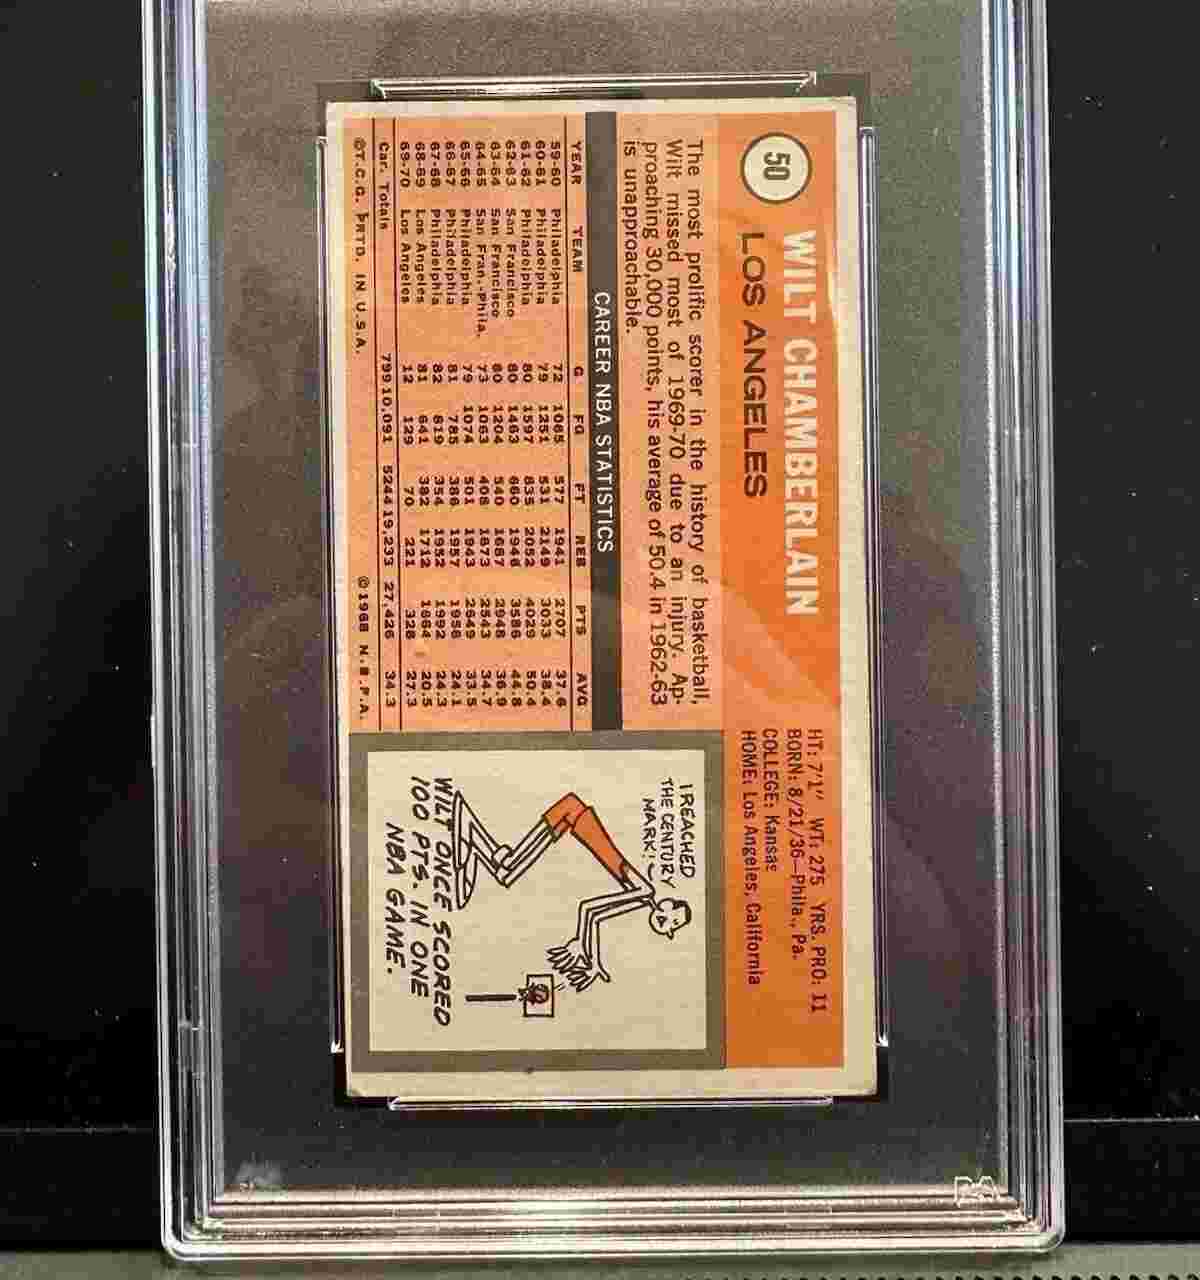 50
WILT CHAMBERLAIN
LOS ANGELES
HT: 7'1" WT: 275 YRS. PRO: 11
BORN: 8/21/36—Phila., Pa.
COLLEGE: Kansas
HOME: Los Angeles, California
The most prolific scorer in the history of basketball,
Wilt missed most of 1969-70 due to an injury. Ap-
proaching 30,000 points, his average of 50.4 in 1962-63
is unapproachable.
CAREER NBA STATISTICS
YEAR TEAM G FG FT REB PTS AVG
59-60 Philadelphia 72 1065 577 1941 2707 37.6
60-61 Philadelphia 79 1251 531 2149 3033 38.4
61-62 Philadelphia 80 1597 835 2052 4029 50.4
62-63 San Francisco 80 1463 660 1946 3586 44.8
63-64 San Francisco 80 1204 540 1687 2948 36.9
64-65 San Fran.-Phila. 73 1063 408 1673 2543 34.7
65-66 Philadelphia 79 1074 501 1943 2649 33.5
66-67 Philadelphia 81 785 386 1957 1956 24.1
67-68 Philadelphia 82 819 354 1952 1992 24.3
68-69 Los Angeles 81 641 382 1712 1664 20.5
69-70 Los Angeles 12 129 70 221 328 27.3
Car. Totals 799 10,091 5244 19,233 27,426 34.3
©T.C.G. PRTD. IN U.S.A. ©1968 N.B.P.A.
I REACHED
THE CENTURY
MARK!
WILT ONCE SCORED
100 PTS. IN ONE
NBA GAME.